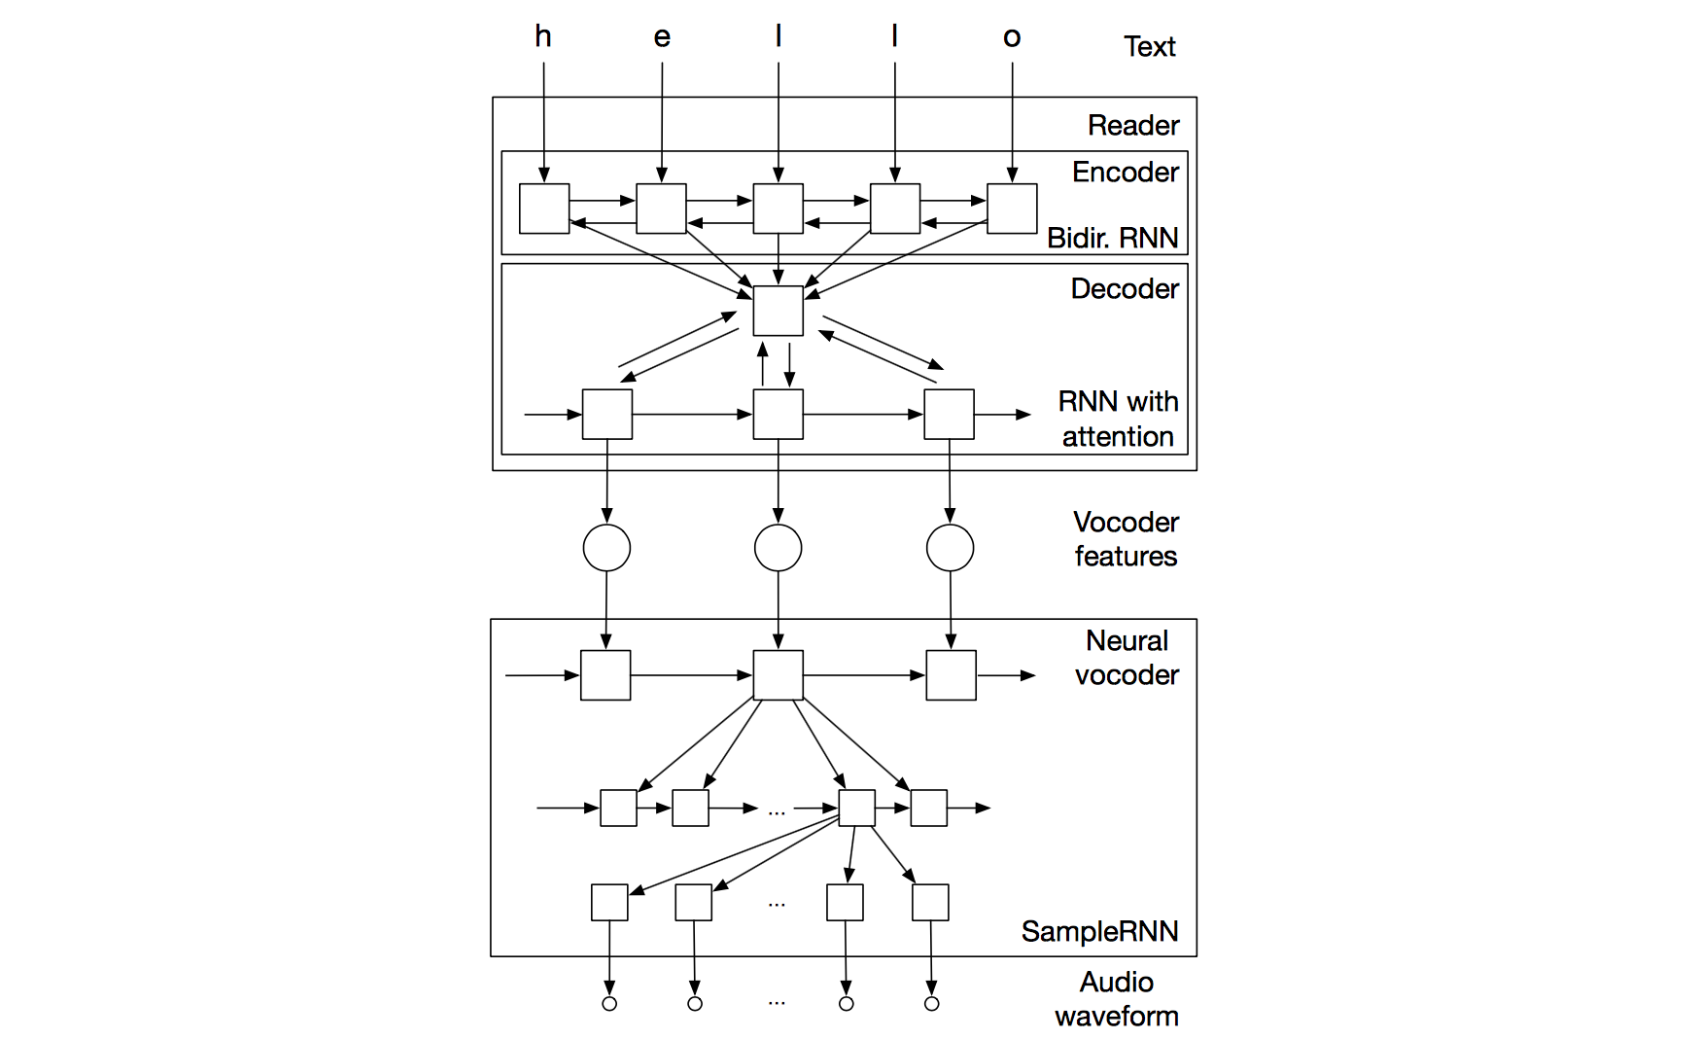 h e l l o
Text
Reader
Encoder
Bidir. RNN
Decoder
RNN with
attention
Vocoder
features
Neural
vocoder
...
...
SampleRNN
...
Audio
waveform